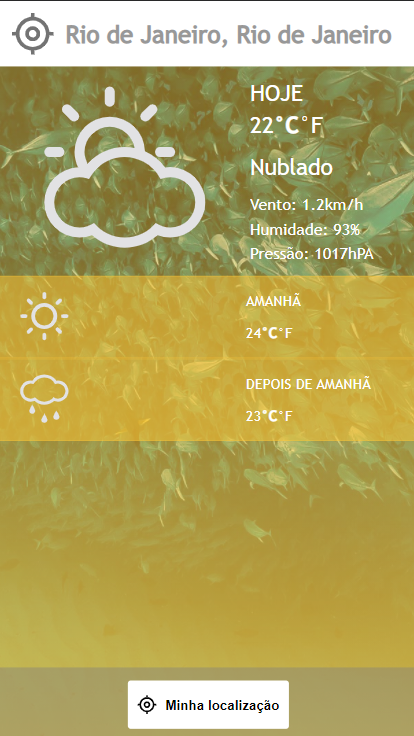 Rio de Janeiro, Rio de Janeiro
HOJE
22°C°F
Nublado
Vento: 1.2km/h
Humidade: 93%
Pressão: 1017hPA
AMANHÃ
24°C°F
DEPOIS DE AMANHÃ
23°C°F
Minha localização